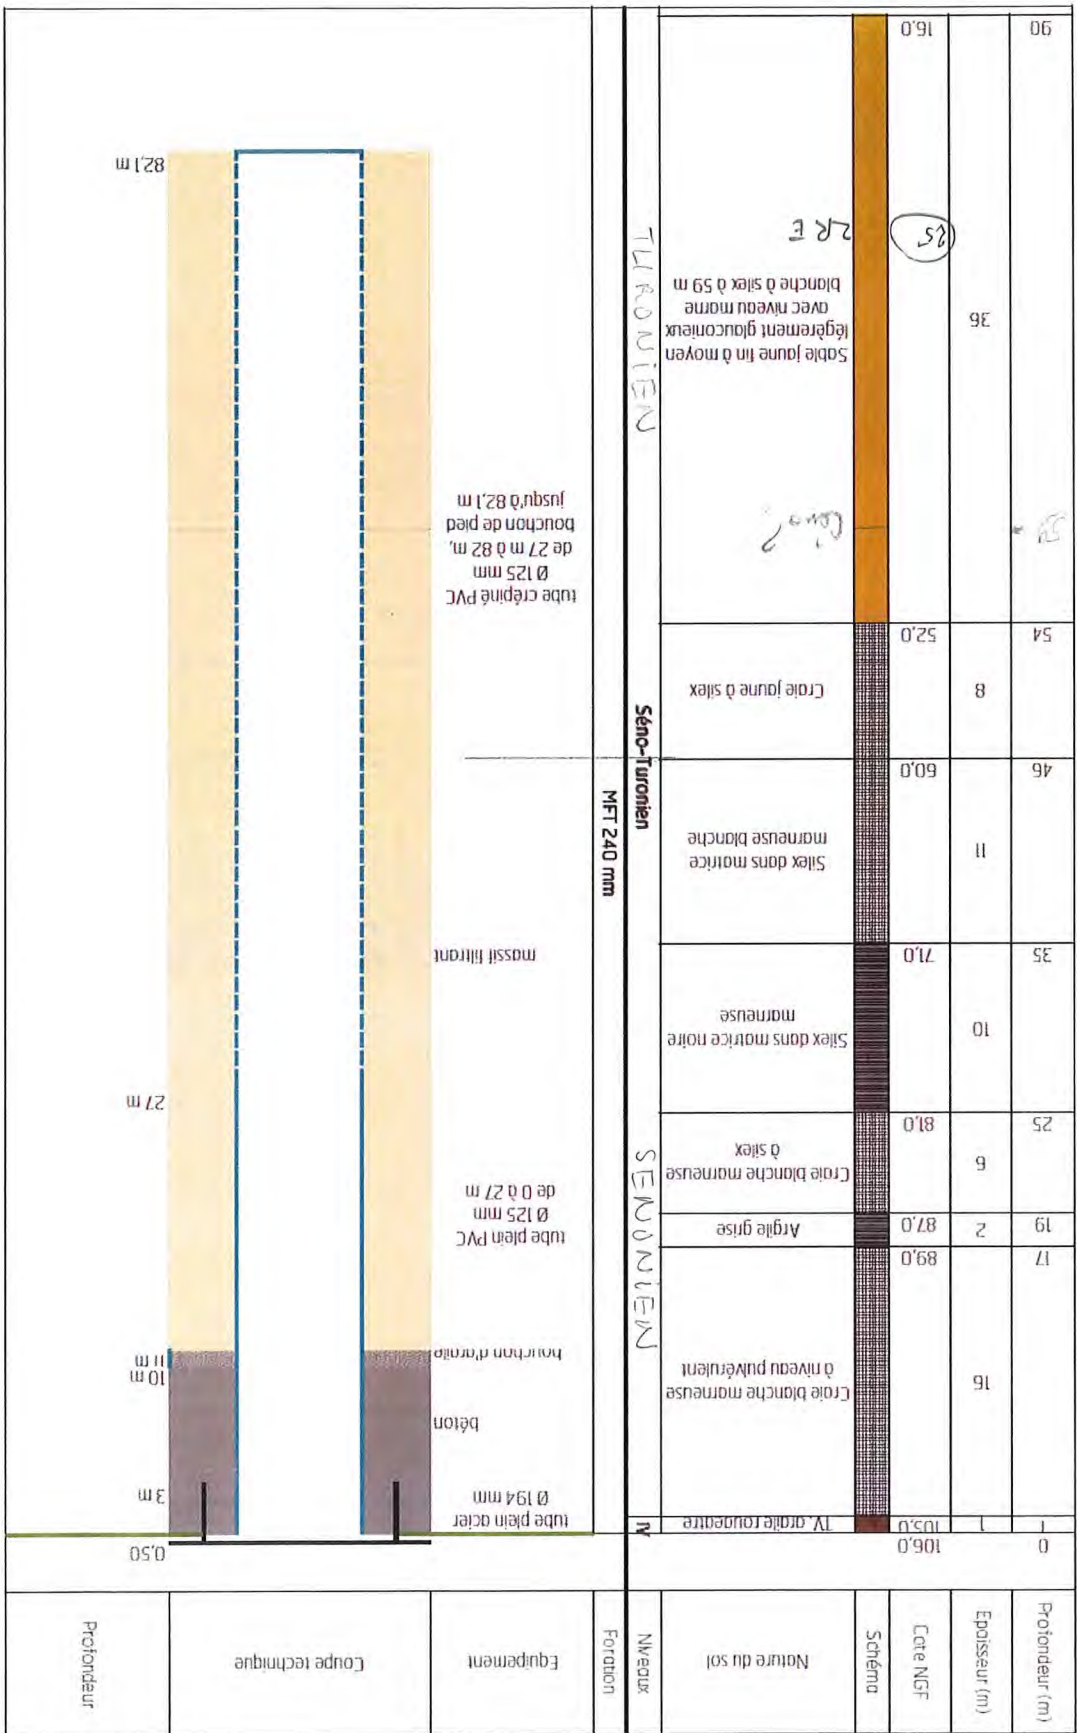 Profondeur (m)
Epaisseur (m)
Cote NGF
Schéma
Nature du sol
Niveaux
Foration
Equipement
Coupe technique
Profondeur
0
106,0
0,50
1
1
105,0
TV, argile rougeatre
IV
tube plein acier
Ø 194 mm
3 m
16
Craie blanche marneuse
à niveau pulvérulent
béton
10 m
bouchon d'argile
11 m
17
89,0
SENONIEN
2
Argile grise
19
87,0
tube plein PVC
Ø 125 mm
de 0 à 27 m
6
Craie blanche marneuse
à silex
25
81,0
27 m
10
Silex dans matrice noire
marneuse
35
71,0
massif filtrant
11
Silex dans matrice
marneuse blanche
MFT 240 mm
Séno-Turonien
46
60,0
8
Craie jaune à silex
54
52,0
tube crépiné PVC
Ø 125 mm
de 27 m à 82 m,
bouchon de pied
jusqu'à 82,1 m
59
36
Sable jaune fin à moyen
légèrement glauconieux
avec niveau marne
blanche à silex à 59 m
TURONIEN
25
2RE
82,1 m
90
16,0